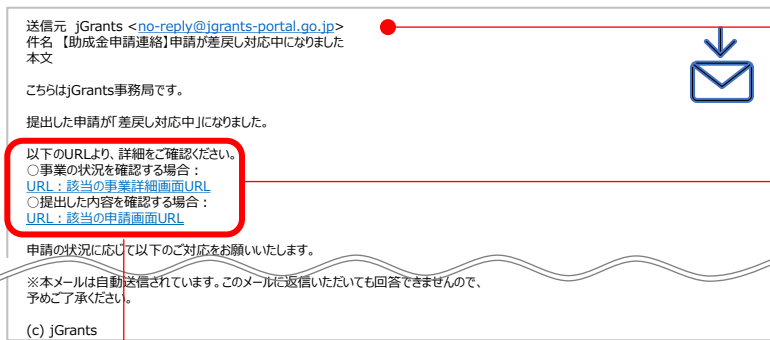 送信元 jGrants <no-reply@jgrants-portal.go.jp>
件名 【助成金申請連絡】申請が差戻し対応中になりました
本文
こちらはjGrants事務局です。
提出した申請が「差戻し対応中」になりました。
以下のURLより、詳細をご確認ください。
○事業の状況を確認する場合：
URL：該当の事業詳細画面URL
○提出した内容を確認する場合：
URL：該当の申請画面URL
申請の状況に応じて以下のご対応をお願いいたします。
※本メールは自動送信されています。このメールに返信いただいても回答できませんので、
予めご了承ください。
(c) jGrants